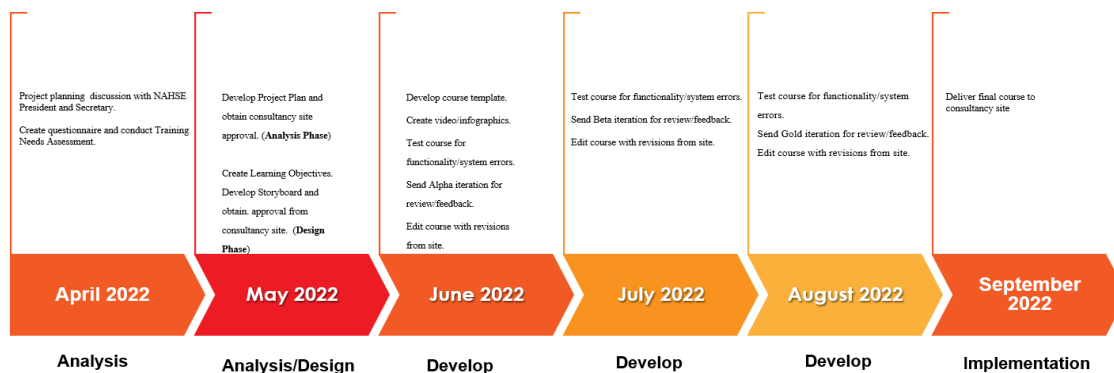 Project planning  discussion with NAHSE
President and Secretary.
Create questionnaire and conduct Training
Needs Assessment.
Develop Project Plan and
obtain consultancy site
approval. (Analysis Phase)
Create Learning Objectives.
Develop Storyboard and
obtain. approval from
consultancy site.  (Design
Phase)
Develop course template.
Create video/infographics.
Test course for
functionality/system errors.
Send Alpha iteration for
review/feedback.
Edit course with revisions
from site.
Test course for functionality/system errors.
Send Beta iteration for review/feedback.
Edit course with revisions from site.
Test course for functionality/system
errors.
Send Gold iteration for review/feedback.
Edit course with revisions from site.
Deliver final course to
consultancy site
April 2022
May 2022
June 2022
July 2022
August 2022
September
2022
Analysis
Analysis/Design
Develop
Develop
Develop
Implementation